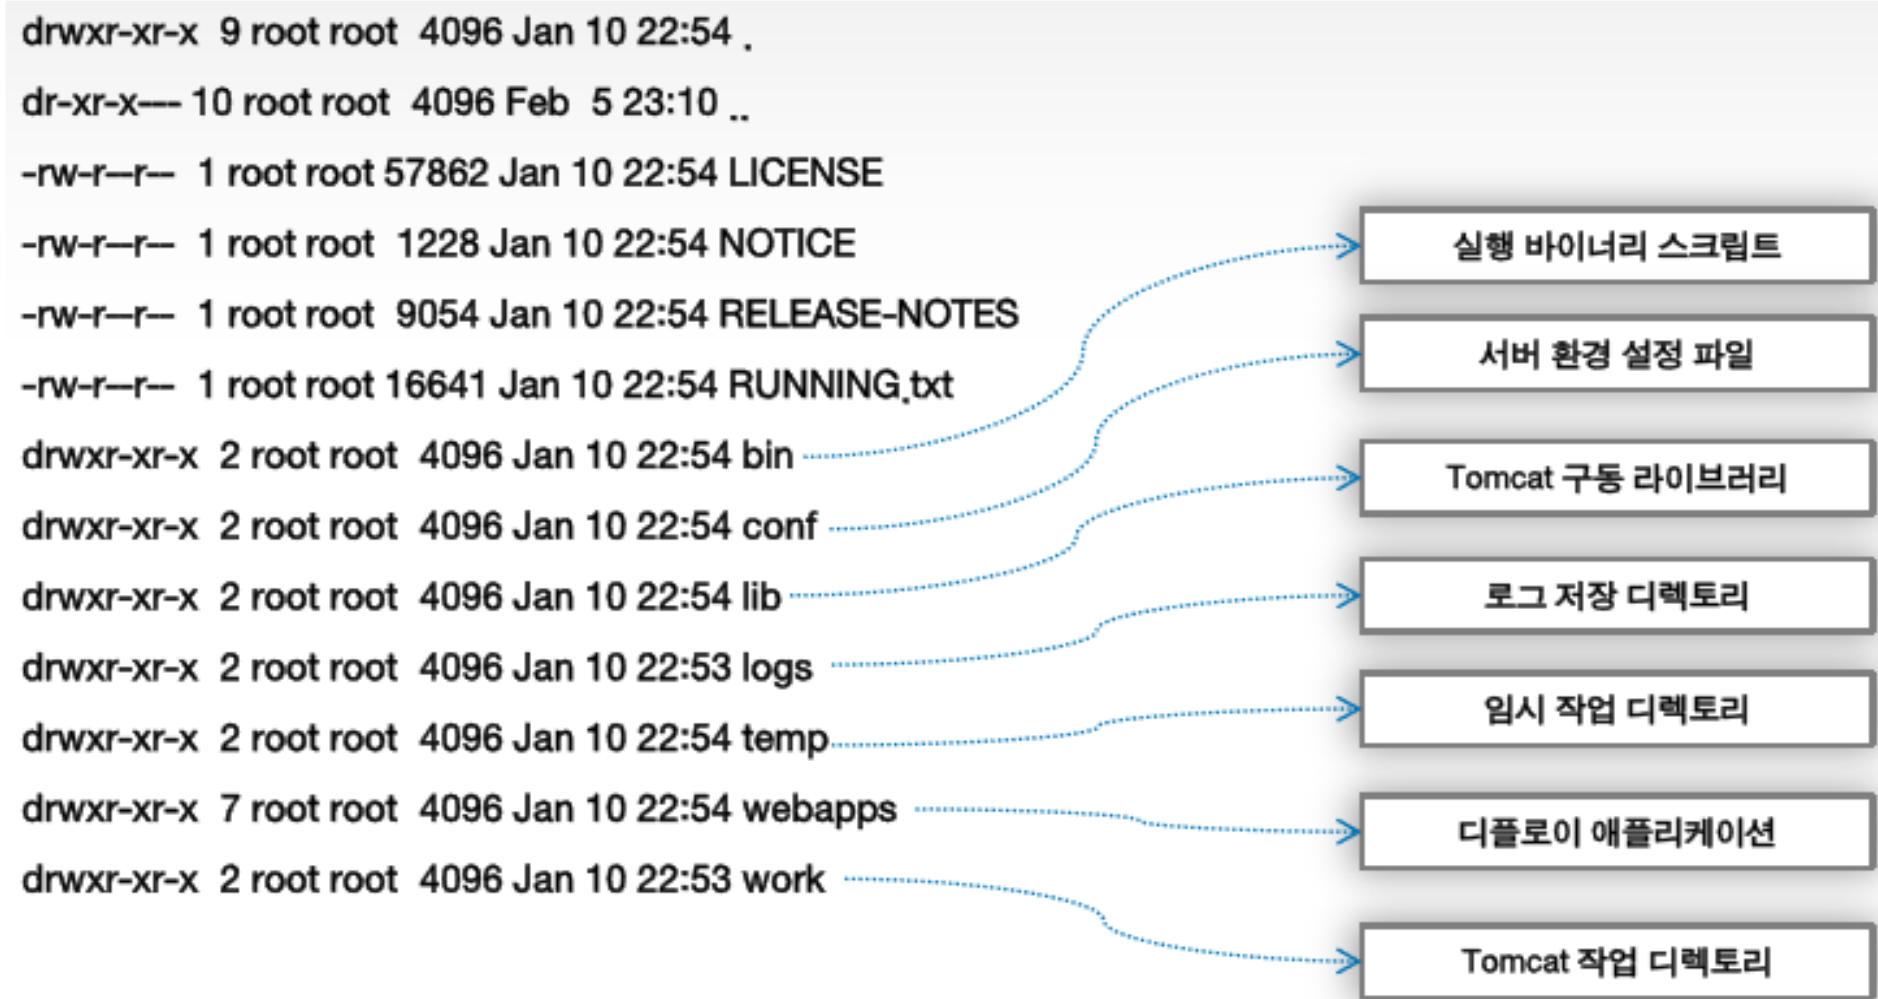 drwxr-xr-x 9 root root 4096 Jan 10 22:54 .
dr-xr-x--- 10 root root 4096 Feb 5 23:10 ..
-rw-r--r-- 1 root root 57862 Jan 10 22:54 LICENSE
-rw-r--r-- 1 root root 1228 Jan 10 22:54 NOTICE
-rw-r--r-- 1 root root 9054 Jan 10 22:54 RELEASE-NOTES
-rw-r--r-- 1 root root 16641 Jan 10 22:54 RUNNING.txt
drwxr-xr-x 2 root root 4096 Jan 10 22:54 bin
drwxr-xr-x 2 root root 4096 Jan 10 22:54 conf
drwxr-xr-x 2 root root 4096 Jan 10 22:54 lib
drwxr-xr-x 2 root root 4096 Jan 10 22:53 logs
drwxr-xr-x 2 root root 4096 Jan 10 22:54 temp
drwxr-xr-x 7 root root 4096 Jan 10 22:54 webapps
drwxr-xr-x 2 root root 4096 Jan 10 22:53 work
실행 바이너리 스크립트
서버 환경 설정 파일
Tomcat 구동 라이브러리
로그 저장 디렉토리
임시 작업 디렉토리
디플로이 애플리케이션
Tomcat 작업 디렉토리